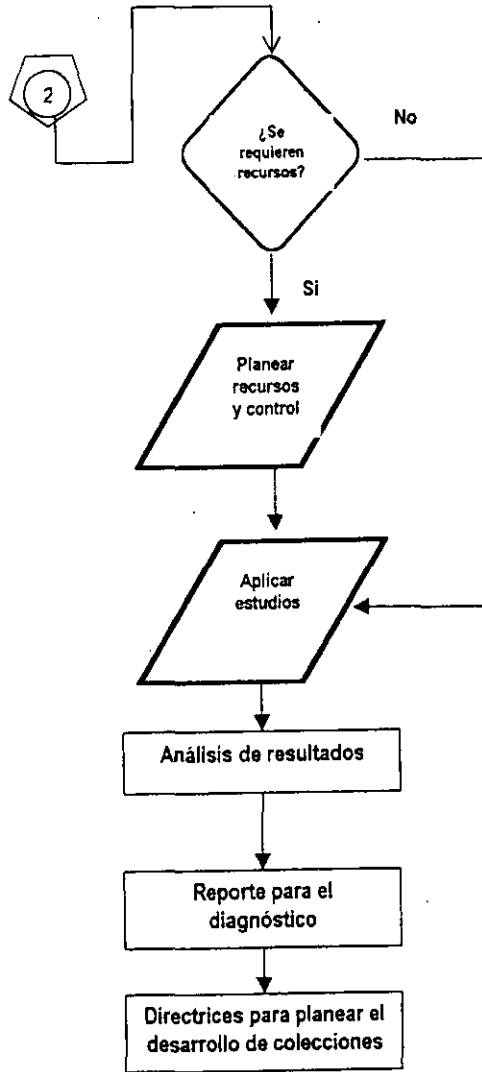 2
¿Se
requieren
recursos?
No
Si
Planear
recursos
y control
Aplicar
estudios
Análisis de resultados
Reporte para el
diagnóstico
Directrices para planear el
desarrollo de colecciones